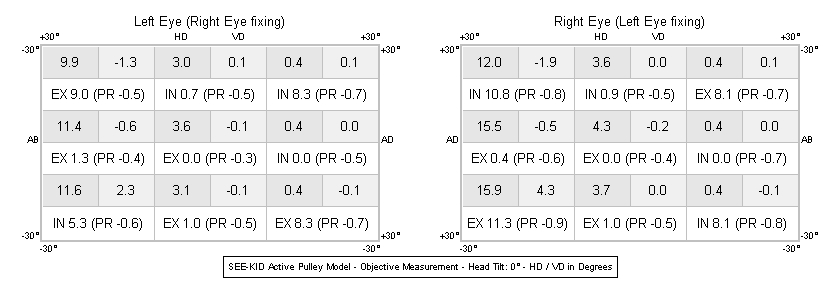 Left Eye (Right Eye fixing)
Right Eye (Left Eye fixing)
-30° +30° HD VD AD +30° +30°
+30° +30° AB HD VD +30° -30°
9.9 -1.3 3.0 0.1 0.4 0.1
12.0 -1.9 3.6 0.0 0.4 0.1
EX 9.0 (PR -0.5) IN 0.7 (PR -0.5) IN 8.3 (PR -0.7)
IN 10.8 (PR -0.8) IN 0.9 (PR -0.5) EX 8.1 (PR -0.7)
11.4 -0.6 3.6 -0.1 0.4 0.0
15.5 -0.5 4.3 -0.2 0.4 0.0
AB AD AD AB
EX 1.3 (PR -0.4) EX 0.0 (PR -0.3) IN 0.0 (PR -0.5)
EX 0.4 (PR -0.6) EX 0.0 (PR -0.4) IN 0.0 (PR -0.7)
11.6 2.3 3.1 -0.1 0.4 -0.1
15.9 4.3 3.7 0.0 0.4 -0.1
IN 5.3 (PR -0.6) EX 1.0 (PR -0.5) EX 8.3 (PR -0.7)
EX 11.3 (PR -0.9) EX 1.0 (PR -0.5) IN 8.1 (PR -0.8)
-30° +30° +30° -30°
-30° -30° -30° -30°
SEE-KID Active Pulley Model - Objective Measurement - Head Tilt: 0° - HD / VD in Degrees